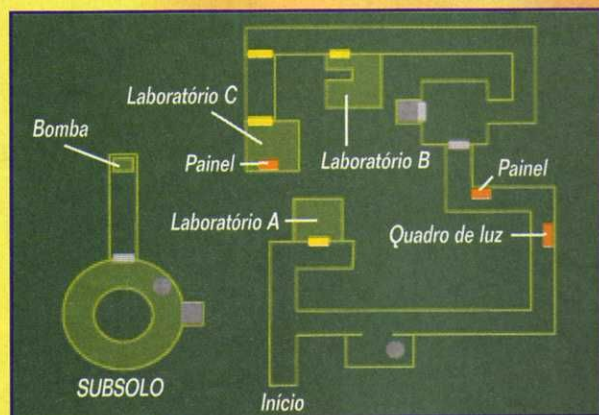 Laboratório C
Bomba
Painel
Laboratório B
Painel
Laboratório A
Quadro de luz
SUBSOLO
Início